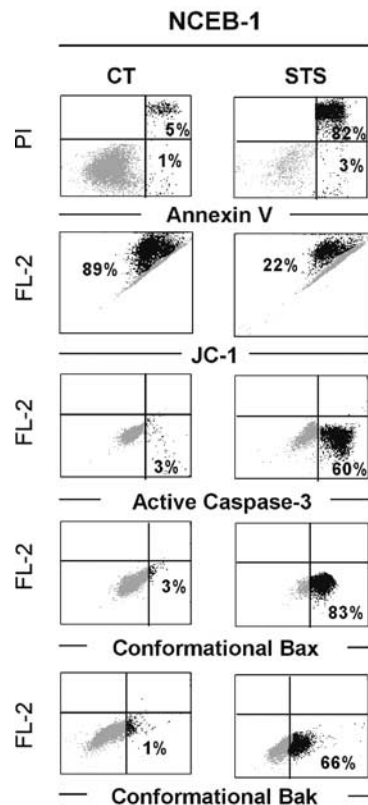 NCEB-1
CT STS
PI
5% 82%
1% 3%
Annexin V
FL-2
89% 22%
JC-1
FL-2
3% 60%
Active Caspase-3
FL-2
3% 83%
Conformational Bax
FL-2
1% 66%
Conformational Bak